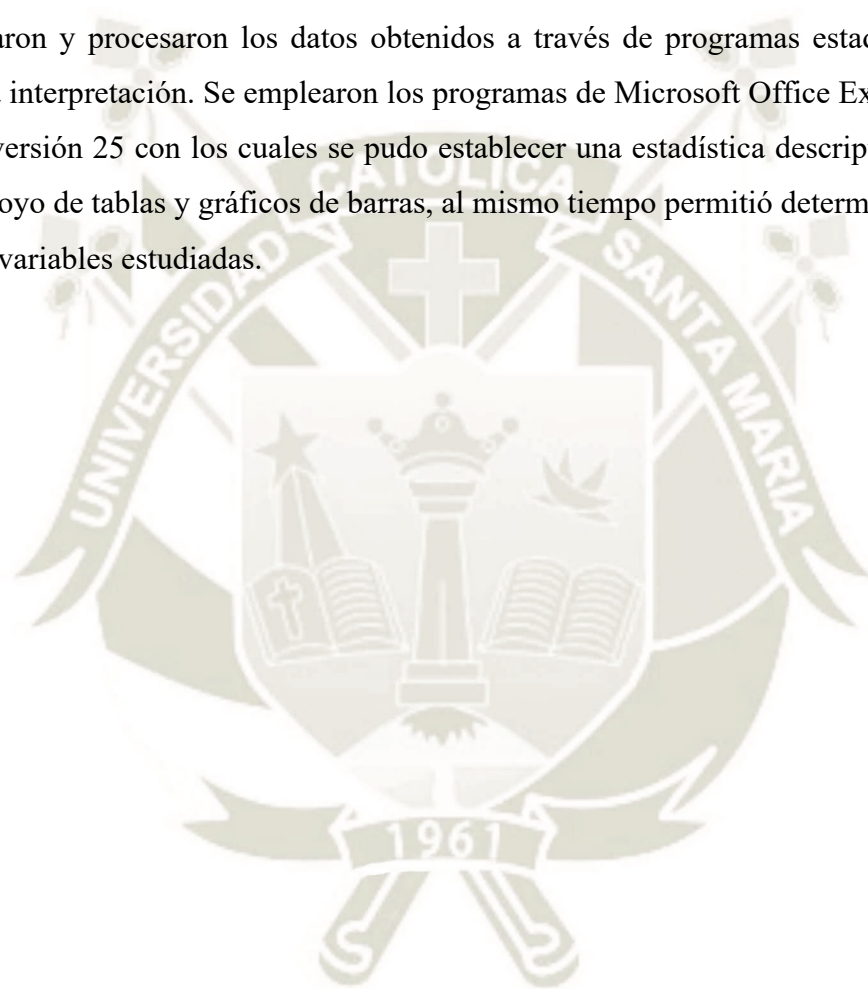 aron y procesaron los datos obtenidos a través de programas estad
interpretación. Se emplearon los programas de Microsoft Office Ex
versión 25 con los cuales se pudo establecer una estadística descrip
oyo de tablas y gráficos de barras, al mismo tiempo permitió determ
variables estudiadas.
UNIVERSIDAD CATOLICA SANTA MARIA
1961